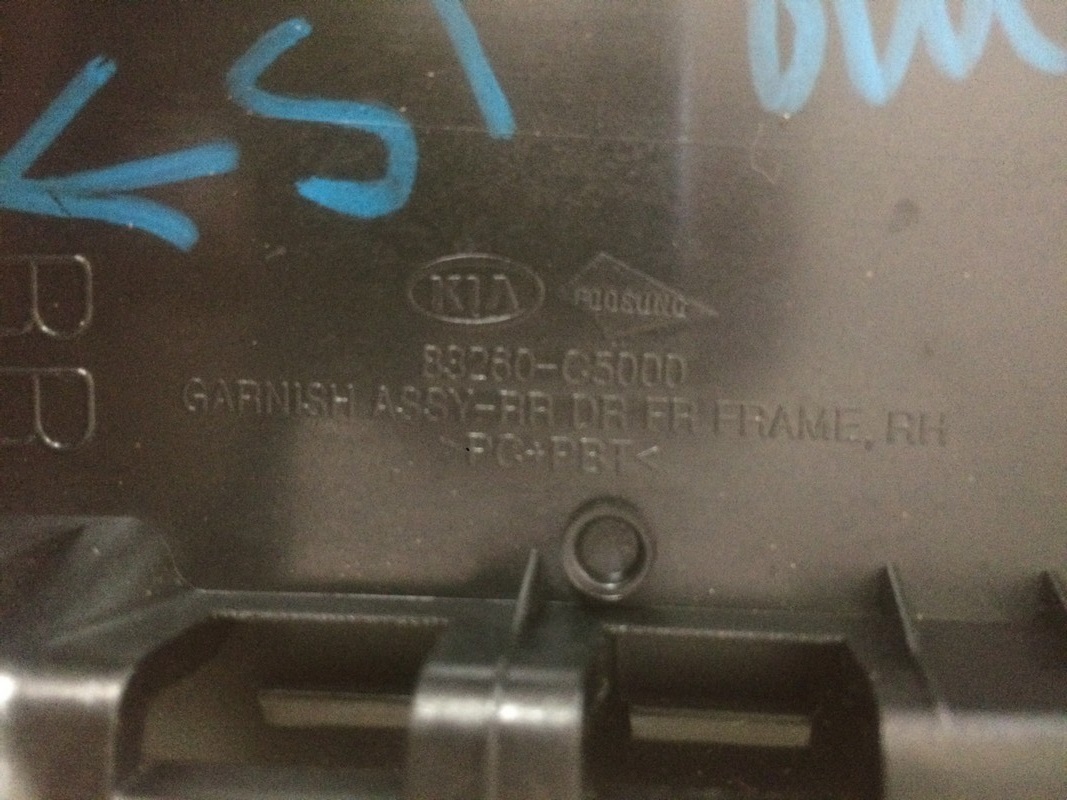 S
KIA
83260-C5000
GARNISH ASSY-RR DR FR FRAME, RH
>PC+PBT<